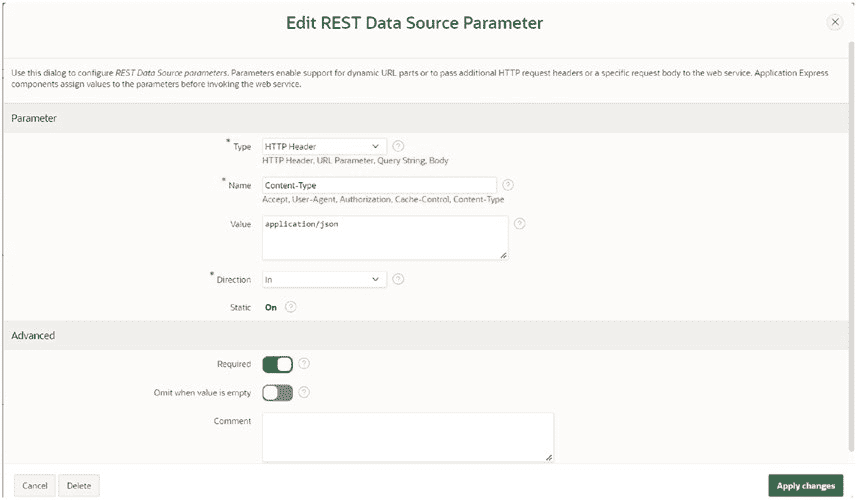 Edit REST Data Source Parameter
Use this dialog to configure REST Data Source parameters. Parameters enable support for dynamic URL parts or to pass additional HTTP request headers or a specific request body to the web service. Application Express
components assign values to the parameters before invoking the web service.
Parameter
* Type HTTP Header
HTTP Header, URL Parameter, Query String, Body
* Name Content-Type
Accept, User-Agent, Authorization, Cache-Control, Content-Type
Value application/json
* Direction In
Static On
Advanced
Required
Omit when value is empty
Comment
Cancel Delete Apply changes